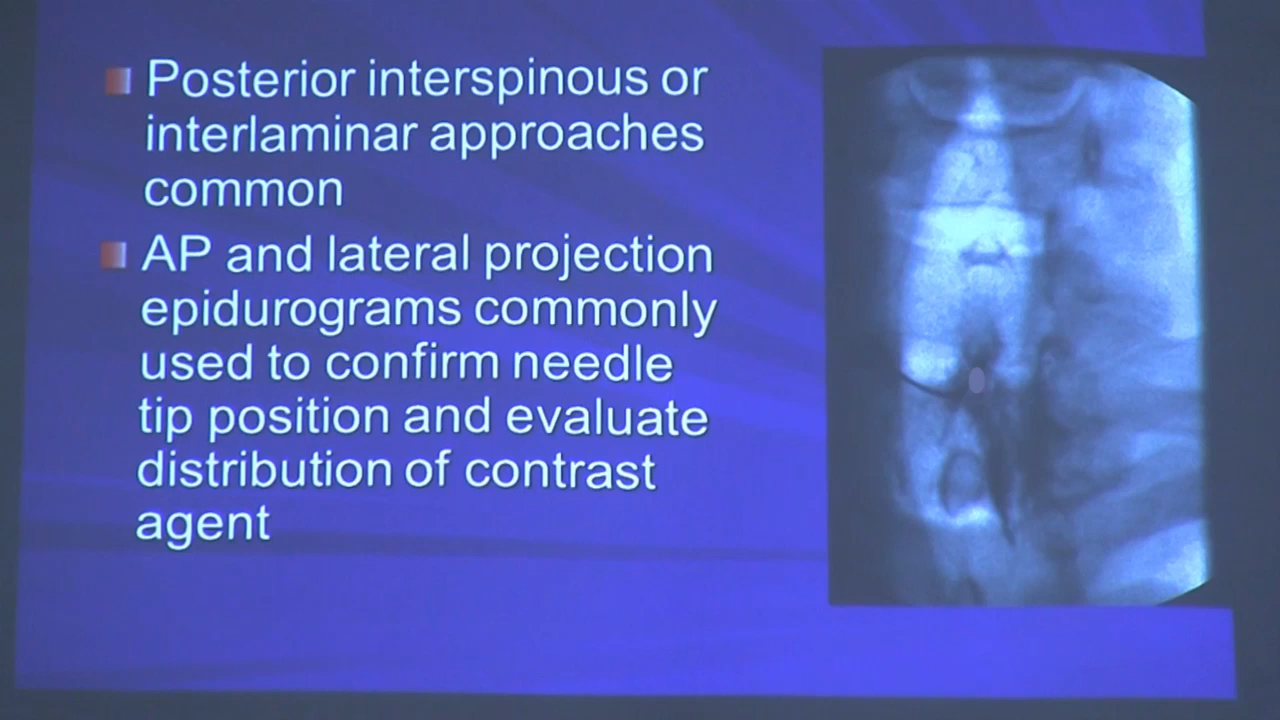 Posterior interspinous or
interlaminar approaches
common
AP and lateral projection
epidurograms commonly
used to confirm needle
tip position and evaluate
distribution of contrast
agent